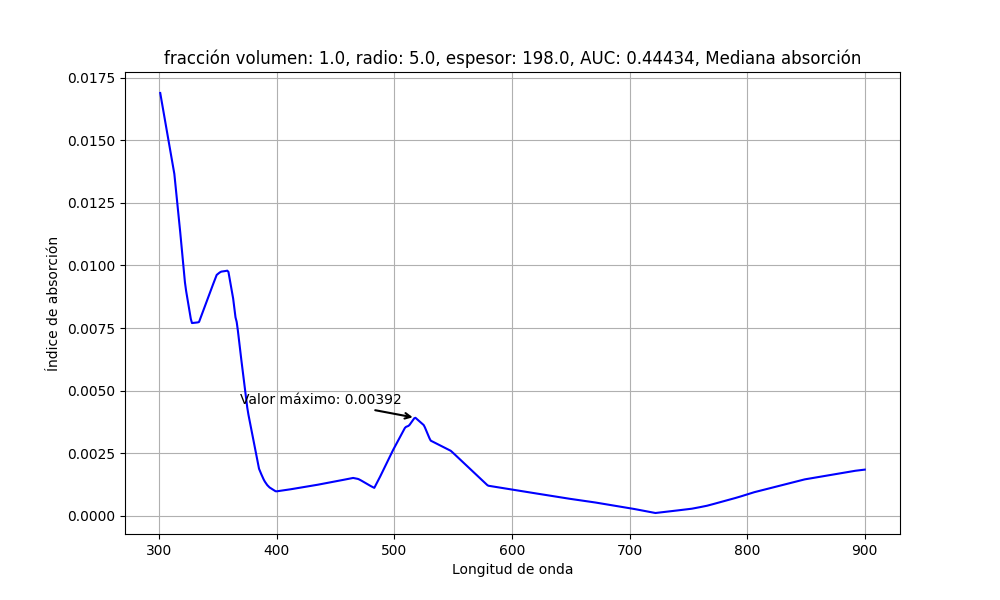 fracción volumen: 1.0, radio: 5.0, espesor: 198.0, AUC: 0.44434, Mediana absorción
0.0175
0.0150
0.0125
0.0100
0.0075
0.0050
0.0025
0.0000
Índice de absorción
Valor máximo: 0.00392
300 400 500 600 700 800 900
Longitud de onda